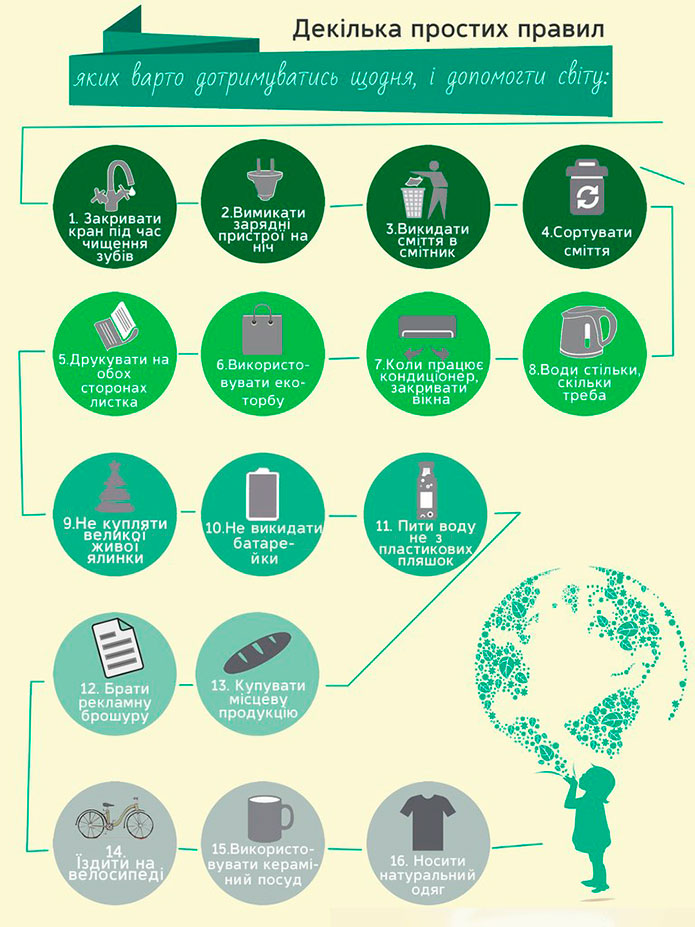 Декілька простих правил
яких варто дотримуватись щодня, і допомогти світу:
1. Закривати
кран під час
чищення
зубів
2.Вимикати
зарядні
пристрої на
ніч
3.Викидати
сміття в
смітник
4.Сортувати
сміття
5.Друкувати на
обох
сторонах
листка
6.Використо-
вувати еко-
торбу
7.Коли працює
кондиціонер,
закривати
вікна
8.Води стільки,
скільки
треба
9.Не купляти
великої
живої
ялинки
10.Не викидати
батаре-
йки
11. Пити воду
не з
пластикових
пляшок
12. Брати
рекламну
брошуру
13. Купувати
місцеву
продукцію
14.
Їздити на
велосипеді
15.Використо-
вувати керамі-
ний посуд
16. Носити
натуральний
одяг